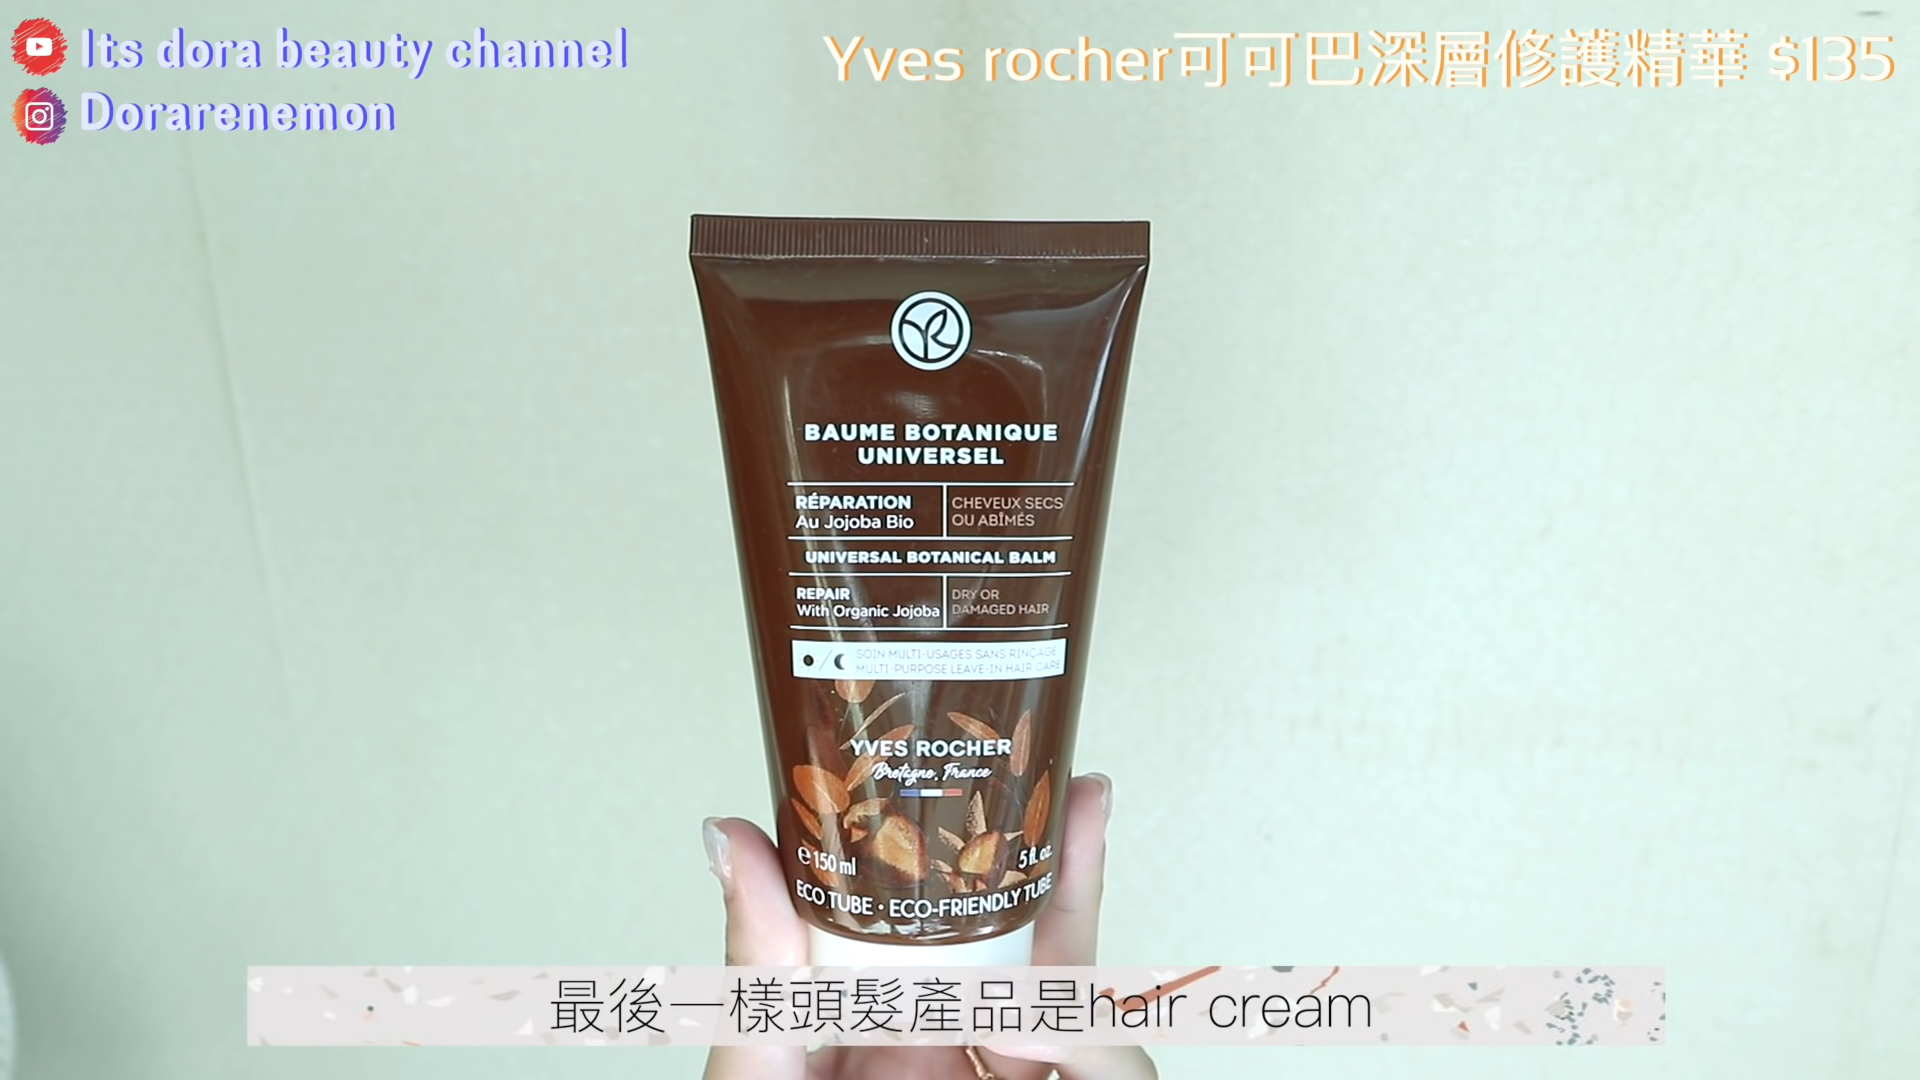 Its dora beauty channel
Dorarenemon
Yves rocher可可巴深層修護精華 $135
BAUME BOTANIQUE
UNIVERSEL
RÉPARATION
Au Jojoba Bio
CHEVEUX SECS
OU ABÎMÉS
UNIVERSAL BOTANICAL BALM
REPAIR
With Organic Jojoba
DRY OR
DAMAGED HAIR
SOIN MULTI-USAGES SANS RINÇAGE
MULTI-PURPOSE LEAVE-IN HAIR CARE
YVES ROCHER
Bretagne, France
e 150 ml
5 fl. oz.
ECO TUBE • ECO-FRIENDLY TUBE
最後一樣頭髮產品是hair cream